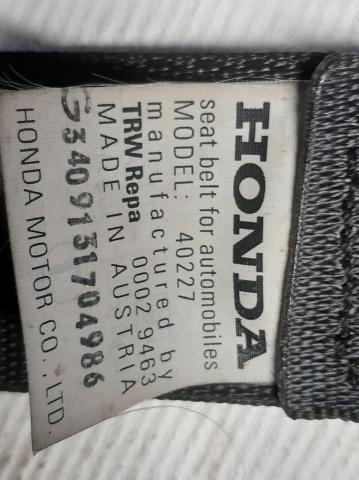 HONDA
seat belt for automobiles
MODEL: 40227
manufactured by
TRW Repa 0002 9463
MADE IN AUSTRIA
S3409131704986
HONDA MOTOR CO., LTD.